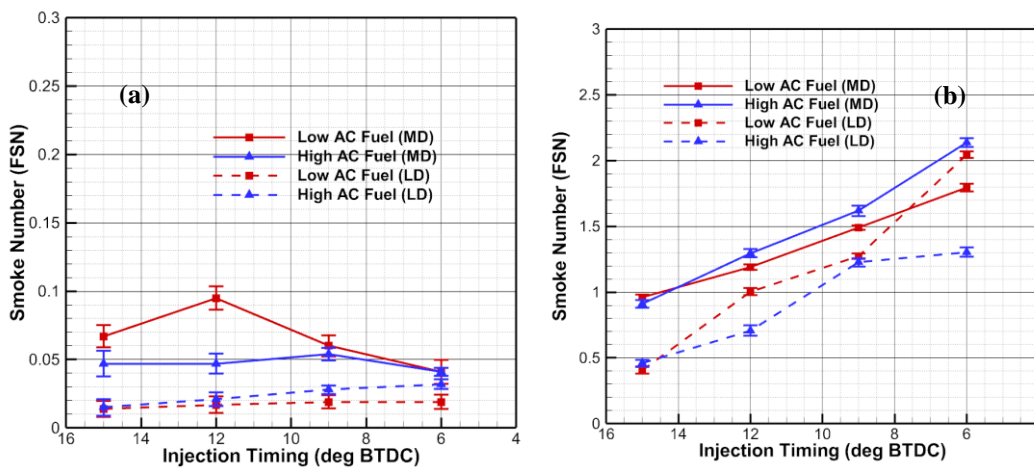 0.3
0.25
0.2
0.15
0.1
0.05
0
Smoke Number (FSN)
(a)
Low AC Fuel (MD)
High AC Fuel (MD)
Low AC Fuel (LD)
High AC Fuel (LD)
16 14 12 10 8 6 4
Injection Timing (deg BTDC)
3
2.5
2
1.5
1
0.5
0
Smoke Number (FSN)
Low AC Fuel (MD)
High AC Fuel (MD)
Low AC Fuel (LD)
High AC Fuel (LD)
(b)
16 14 12 10 8 6
Injection Timing (deg BTDC)